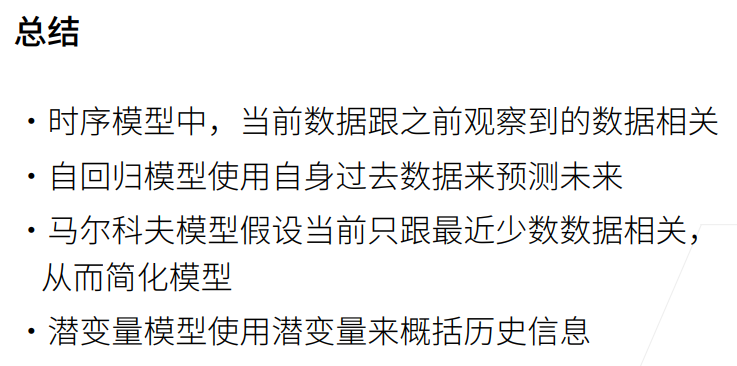 总结
• 时序模型中，当前数据跟之前观察到的数据相关
• 自回归模型使用自身过去数据来预测未来
• 马尔科夫模型假设当前只跟最近少数数据相关，
从而简化模型
• 潜变量模型使用潜变量来概括历史信息